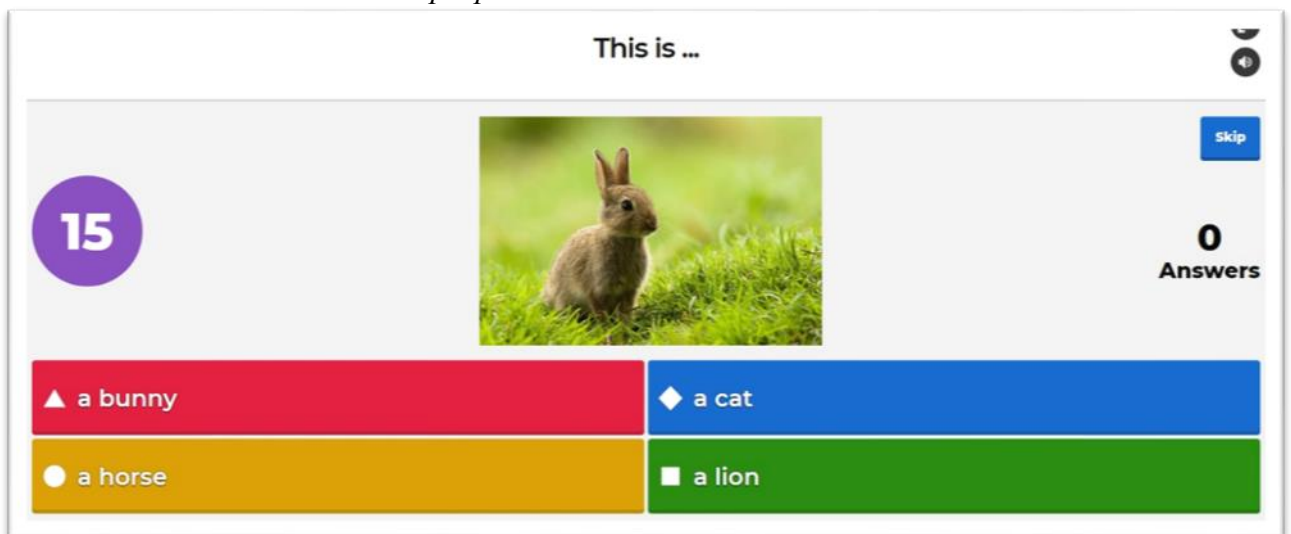 This is ...
Skip
15
0
Answers
a bunny
a cat
a horse
a lion